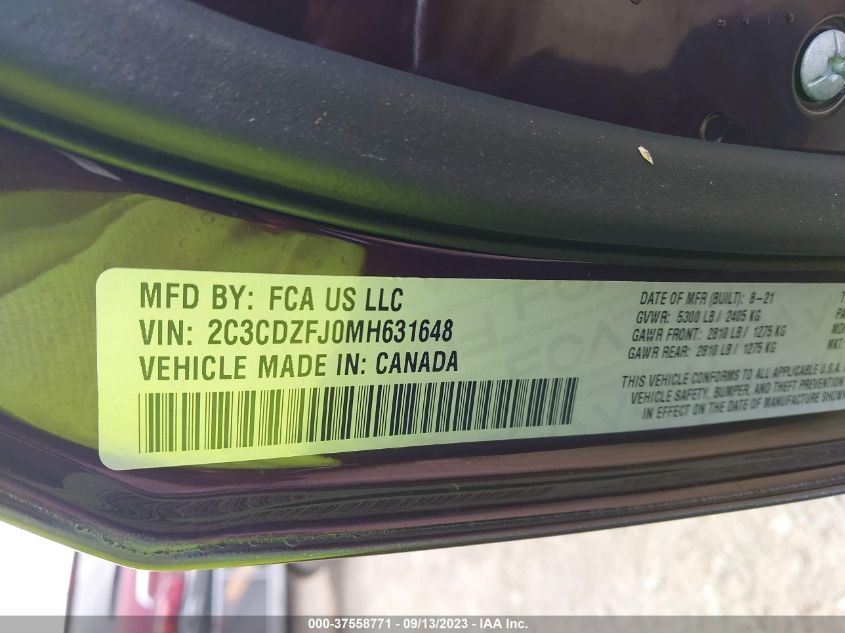 MFD BY: FCA US LLC
VIN: 2C3CDZFJ0MH631648
VEHICLE MADE IN: CANADA
DATE OF MFR (BUILT): 8-21
GVWR: 5300 LB / 2405 KG
GAWR FRONT: 2810 LB / 1275 KG
GAWR REAR: 2810 LB / 1275 KG
THIS VEHICLE CONFORMS TO ALL APPLICABLE U.S.A.
VEHICLE SAFETY, BUMPER, AND THEFT PREVENTION
IN EFFECT ON THE DATE OF MANUFACTURE SHOWN
MKT:
000-37558771 - 09/13/2023 - IAA Inc.